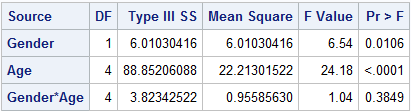 Source DF Type III SS Mean Square F Value Pr > F
Gender 1 6.01030416 6.01030416 6.54 0.0106
Age 4 88.85206088 22.21301522 24.18 <.0001
Gender*Age 4 3.82342522 0.95585630 1.04 0.3849